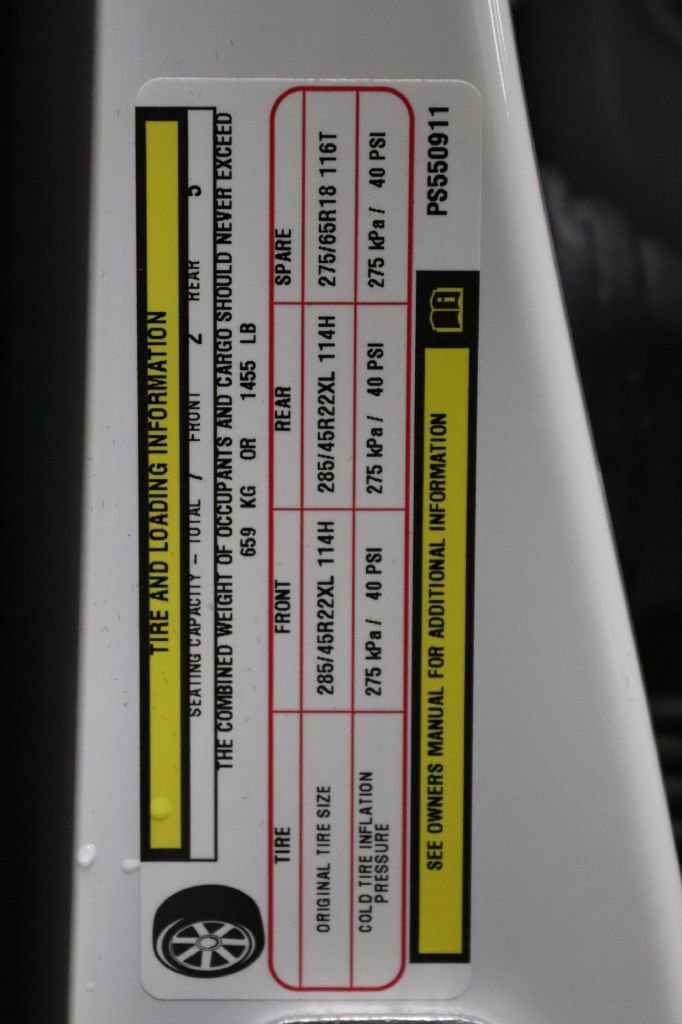 TIRE AND LOADING INFORMATION
SEATING CAPACITY – TOTAL 7 FRONT 2 REAR 5
THE COMBINED WEIGHT OF OCCUPANTS AND CARGO SHOULD NEVER EXCEED
659 KG OR 1455 LB
TIRE FRONT REAR SPARE
ORIGINAL TIRE SIZE 285/45R22XL 114H 285/45R22XL 114H 275/65R18 116T
COLD TIRE INFLATION
PRESSURE 275 kPa / 40 PSI 275 kPa / 40 PSI 275 kPa / 40 PSI
SEE OWNERS MANUAL FOR ADDITIONAL INFORMATION
PS550911